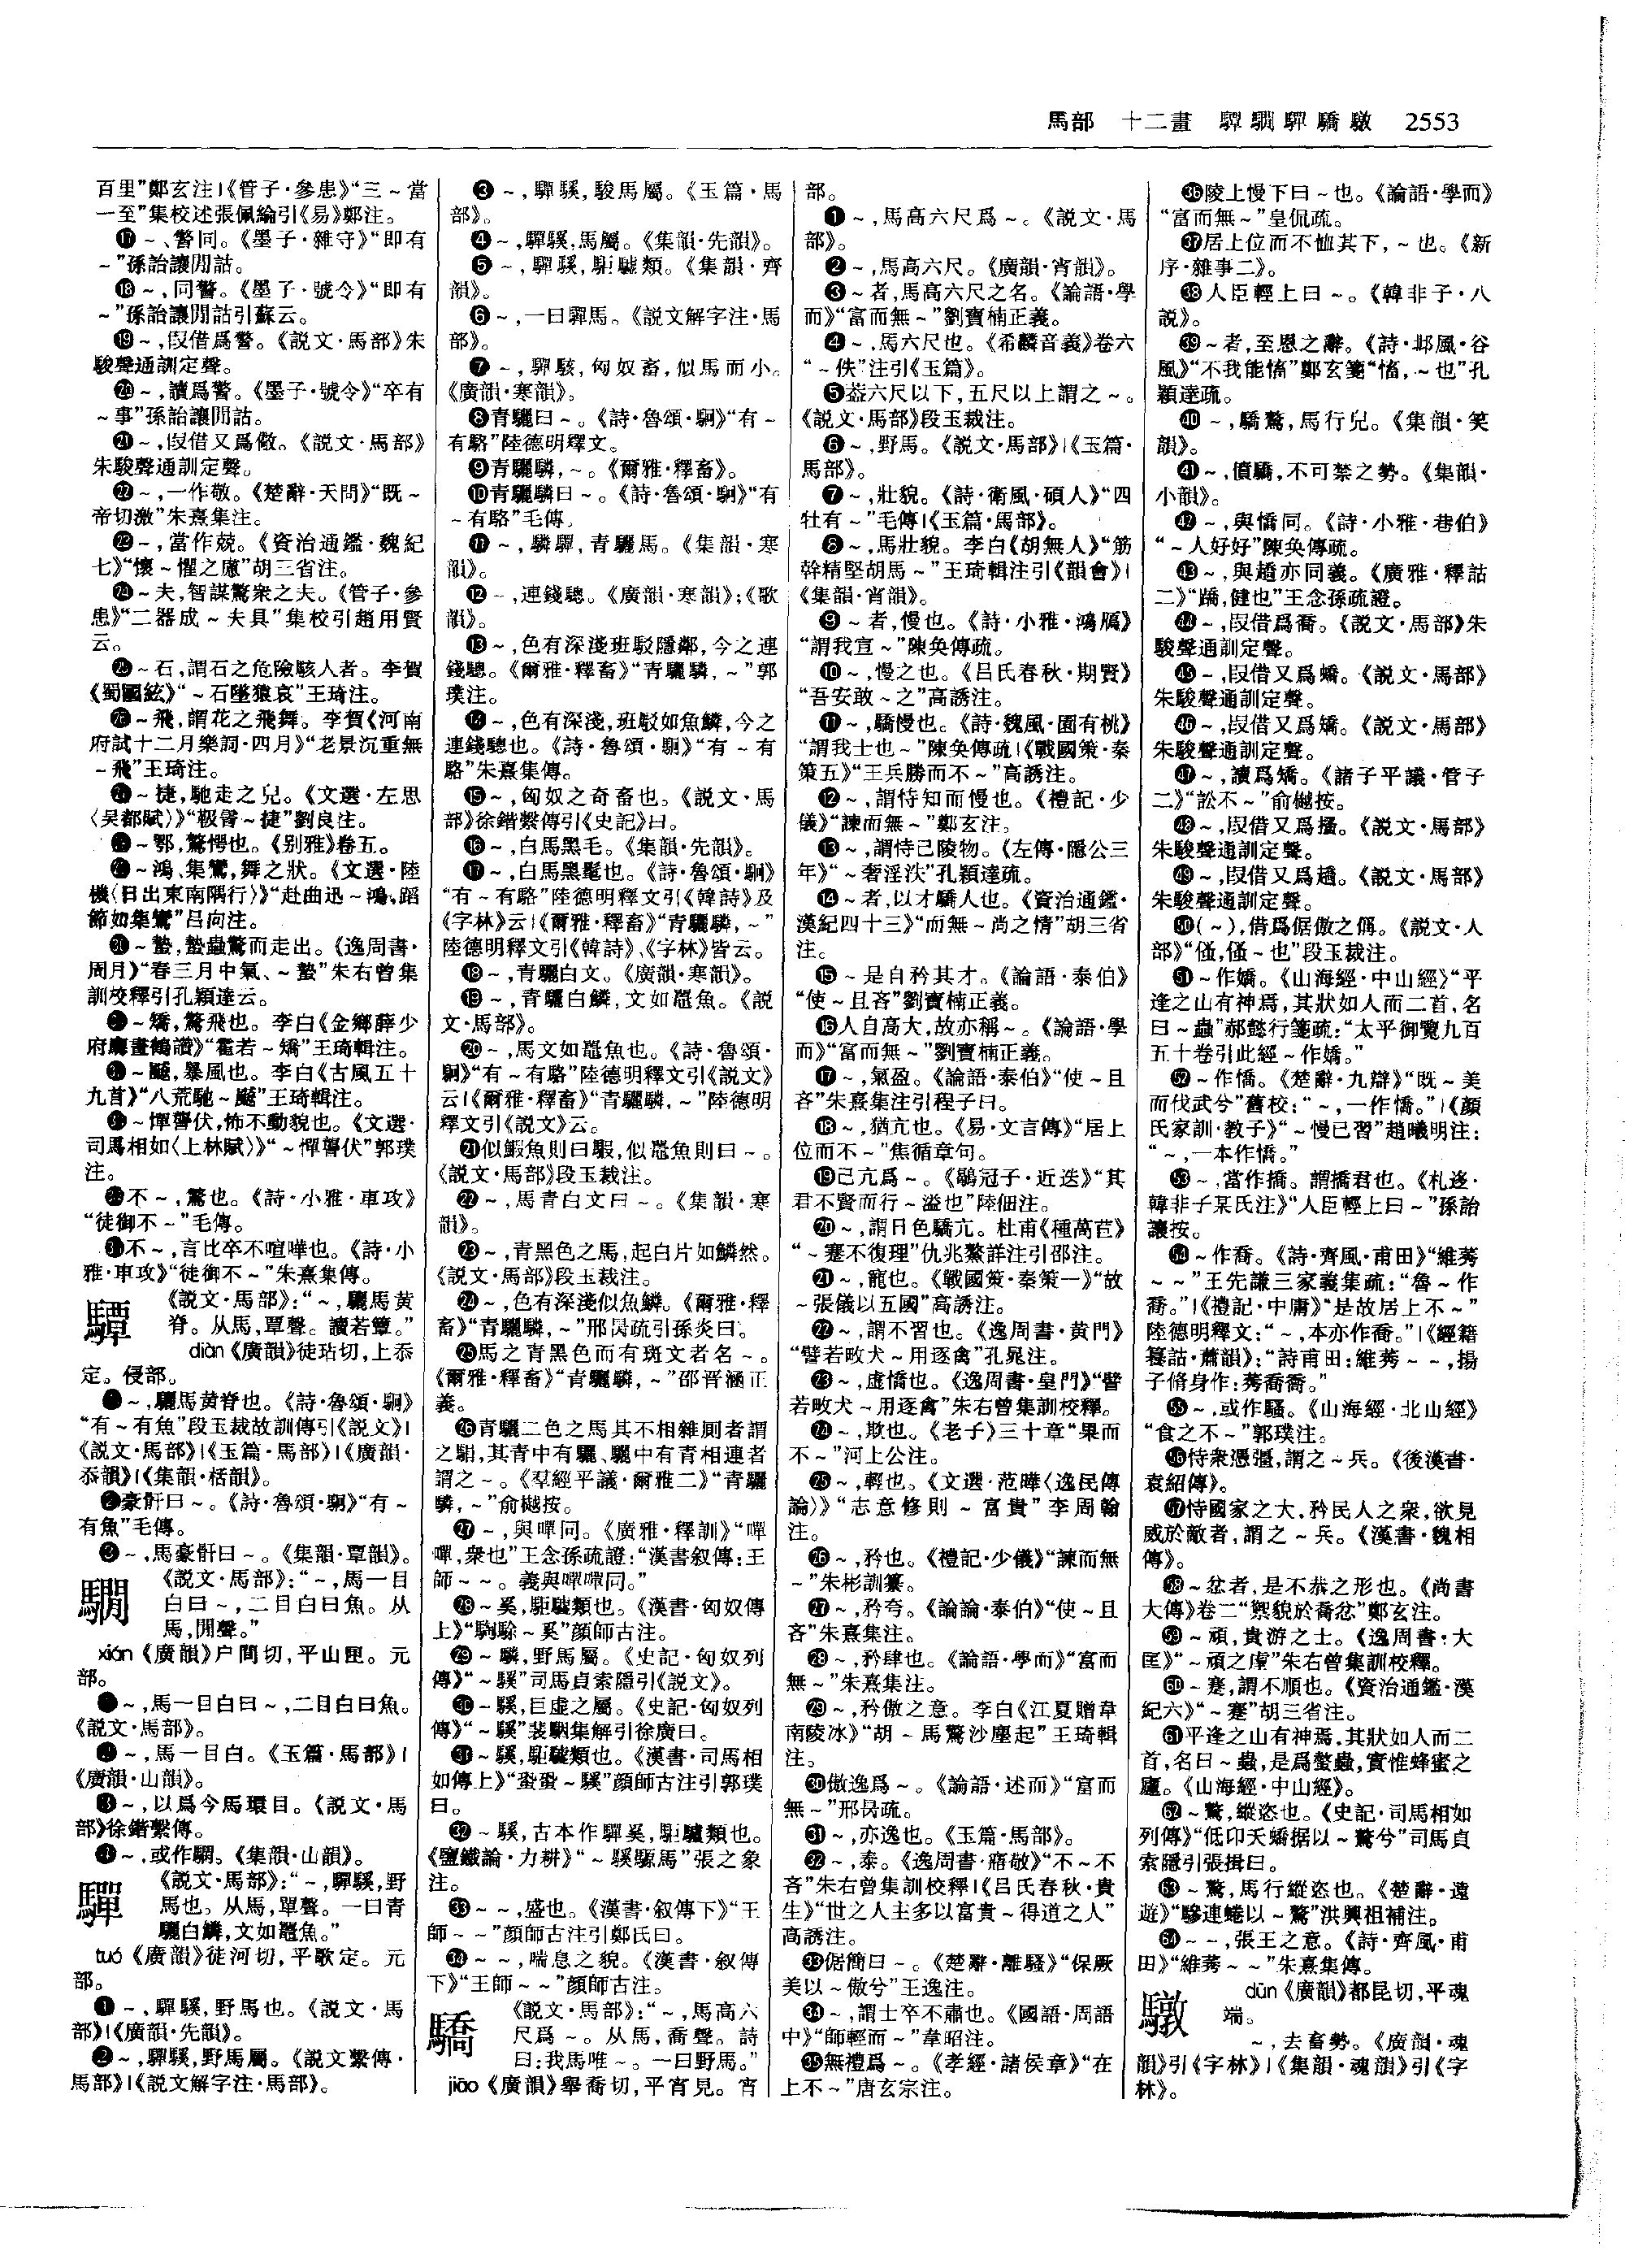 馬部　十二畫　驔瞷驒驕驐　2553
百里”鄭玄注|《管子·參患》“三～當
一至”集校述張佩綸引《易》鄭注。
⓱～、警同。《墨子·雜守》“即有
～”孫詒讓閒詁。
⓲～,同警。《墨子·號令》“即有
～”孫詒讓閒詁引蘇云。
⓳～,叚借爲警。《説文·馬部》朱
駿聲通訓定聲。
⓴～,讀爲警。《墨子·號令》“卒有
～事”孫詒讓閒詁。
㉑～,叚借又爲儆。《説文·馬部》
朱駿聲通訓定聲。
㉒～,一作敬。《楚辭·天問》“既～
帝切激”朱熹集注。
㉓～,當作兢。《資治通鑑·魏紀
七》“懷～懼之慮”胡三省注。
㉔～夫,智謀驚衆之夫。《管子·參
患》“二器成～夫具”集校引趙用賢
云。
㉕～石,謂石之危險駭人者。李賀
《蜀國絃》“～石墜猿哀”王琦注。
㉖～飛,謂花之飛舞。李賀《河南
府試十二月樂詞·四月》“老景沉重無
～飛”王琦注。
㉗～捷,馳走之皃。《文選·左思
〈吴都賦〉》“馺㗩～捷”劉良注。
㉘～鄂,驚愕也。《别雅》卷五。
㉙～鴻、集鸞,舞之狀。《文選·陸
機〈日出東南隅行〉》“赴曲迅～鴻,蹈
節如集鸞”吕向注。
㉚～蟄,蟄蟲驚而走出。《逸周書·
周月》“春三月中氣、～蟄”朱右曾集
訓校釋引孔穎達云。
㉛～矯,驚飛也。李白《金鄉薛少
府廳畫鶴讚》“霍若～矯”王琦輯注。
㉜～飇,暴風也。李白《古風五十
九首》“八荒馳～飇”王琦輯注。
㉝～憚讋伏,怖不動貌也。《文選·
司馬相如〈上林賦〉》“～憚讋伏”郭璞
注。
㉞不～,驚也。《詩·小雅·車攻》
“徒御不～”毛傳。
㉟不～,言比卒不喧嘩也。《詩·小
雅·車攻》“徒御不～”朱熹集傳。
驔
《説文·馬部》:“～,驪馬黄
脊。从馬,覃聲。讀若簟。”
diàn《廣韻》徒玷切,上忝
定。侵部。
❶～,驪馬黄脊也。《詩·魯頌·駉》
“有～有魚”段玉裁故訓傳引《説文》|
《説文·馬部》|《玉篇·馬部》|《廣韻·
忝韻》|《集韻·栝韻》。
❷豪骭曰～。《詩·魯頌·駉》“有～
有魚”毛傳。
❸～,馬豪骭曰～。《集韻·覃韻》。
瞷
《説文·馬部》:“～,馬一目
白曰～,二目白曰魚。从
馬,閒聲。”
xián《廣韻》户間切,平山匣。元
部。
❶～,馬一目白曰～,二目白曰魚。
《説文·馬部》。
❷～,馬一目白。《玉篇·馬部》|
《廣韻·山韻》。
❸～,以爲今馬環目。《説文·馬
部》徐鍇繫傳。
❹～,或作騆。《集韻·山韻》。
驒
《説文·馬部》:“～,驒騱,野
馬也。从馬,單聲。一曰青
驪白鱗,文如鼉魚。”
tuó《廣韻》徒河切,平歌定。元
部。
❶～,驒騱,野馬也。《説文·馬
部》|《廣韻·先韻》。
❷～,驒騱,野馬屬。《説文繫傳·
馬部》|《説文解字注·馬部》。
❸～,驒騱,駿馬屬。《玉篇·馬
部》。
❹～,驒騱,馬屬。《集韻·先韻》。
❺～,驒騱,駏驉類。《集韻·齊
韻》。
❻～,一曰驒馬。《説文解字注·馬
部》。
❼～,驒騱,匈奴畜,似馬而小。
《廣韻·寒韻》。
❽青驪曰～。《詩·魯頌·駉》“有～
有駱”陸德明釋文。
❾青驪驎,～。《爾雅·釋畜》。
❿青驪驎曰～。《詩·魯頌·駉》“有
～有駱”毛傳。
⓫～,驎驒,青驪馬。《集韻·寒
韻》。
⓬～,連錢驄。《廣韻·寒韻》;《歌
韻》。
⓭～,色有深淺班駁隱鄰,今之連
錢驄。《爾雅·釋畜》“青驪驎,～”郭
璞注。
⓮～,色有深淺,班駁如魚鱗,今之
連錢驄也。《詩·魯頌·駉》“有～有
駱”朱熹集傳。
⓯～,匈奴之奇畜也。《説文·馬
部》徐鍇繫傳引《史記》曰。
⓰～,白馬黑毛。《集韻·先韻》。
⓱～,白馬黑髦也。《詩·魯頌·駉》
“有～有駱”陸德明釋文引《韓詩》及
《字林》云|《爾雅·釋畜》“青驪驎,～”
陸德明釋文引《韓詩》、《字林》皆云。
⓲～,青驪白文。《廣韻·寒韻》。
⓳～,青驪白鱗,文如鼉魚。《説
文·馬部》。
⓴～,馬文如鼉魚也。《詩·魯頌·
駉》“有～有駱”陸德明釋文引《説文》
云|《爾雅·釋畜》“青驪驎,～”陸德明
釋文引《説文》云。
㉑似鰕魚則曰騢,似鼉魚則曰～。
《説文·馬部》段玉裁注。
㉒～,馬青白文曰～。《集韻·寒
韻》。
㉓～,青黑色之馬,起白片如鱗然。
《説文·馬部》段玉裁注。
㉔～,色有深淺似魚鱗。《爾雅·釋
畜》“青驪驎,～”邢昺疏引孫炎曰。
㉕馬之青黑色而有斑文者名～。
《爾雅·釋畜》“青驪驎,～”邵晉涵正
義。
㉖青驪二色之馬其不相雜厠者謂
之駽,其青中有驪、驪中有青相連者
謂之～。《羣經平議·爾雅二》“青驪
驎,～”俞樾按。
㉗～,與嘽同。《廣雅·釋訓》“嘽
嘽,衆也”王念孫疏證:“漢書叙傳:王
師～～。義與嘽嘽同。”
㉘～奚,駏驉類也。《漢書·匈奴傳
上》“駒駼～奚”顏師古注。
㉙～驎,野馬屬。《史記·匈奴列
傳》“～騱”司馬貞索隱引《説文》。
㉚～騱,巨虚之屬。《史記·匈奴列
傳》“～騱”裴駰集解引徐廣曰。
㉛～騱,駏驉類也。《漢書·司馬相
如傳上》“蛩蛩～騱”顏師古注引郭璞
曰。
㉜～騱,古本作驒奚,駏驉類也。
《鹽鐵論·力耕》“～騱騵馬”張之象
注。
㉝～～,盛也。《漢書·叙傳下》“王
師～～”顏師古注引鄭氏曰。
㉞～～,喘息之貌。《漢書·叙傳
下》“王師～～”顏師古注。
驕
《説文·馬部》:“～,馬高六
尺爲～。从馬,喬聲。詩
曰:我馬唯～。一曰野馬。”
jiāo《廣韻》舉喬切,平宵見。宵
部。
❶～,馬高六尺爲～。《説文·馬
部》。
❷～,馬高六尺。《廣韻·宵韻》。
❸～者,馬高六尺之名。《論語·學
而》“富而無～”劉寶楠正義。
❹～,馬六尺也。《希麟音義》卷六
“～佚”注引《玉篇》。
❺葢六尺以下,五尺以上謂之～。
《説文·馬部》段玉裁注。
❻～,野馬。《説文·馬部》|《玉篇·
馬部》。
❼～,壯貌。《詩·衛風·碩人》“四
牡有～”毛傳|《玉篇·馬部》。
❽～,馬壯貌。李白《胡無人》“筋
幹精堅胡馬～”王琦輯注引《韻會》|
《集韻·宵韻》。
❾～者,慢也。《詩·小雅·鴻鴈》
“謂我宣～”陳奂傳疏。
❿～,慢之也。《吕氏春秋·期賢》
“吾安敢～之”高誘注。
⓫～,驕慢也。《詩·魏風·園有桃》
“謂我士也～”陳奂傳疏|《戰國策·秦
策五》“王兵勝而不～”高誘注。
⓬～,謂恃知而慢也。《禮記·少
儀》“諫而無～”鄭玄注。
⓭～,謂恃己陵物。《左傳·隱公三
年》“～奢淫泆”孔穎達疏。
⓮～者,以才驕人也。《資治通鑑·
漢紀四十三》“而無～尚之情”胡三省
注。
⓯～是自矜其才。《論語·泰伯》
“使～且吝”劉寶楠正義。
⓰人自高大,故亦稱～。《論語·學
而》“富而無～”劉寶楠正義。
⓱～,氣盈。《論語·泰伯》“使～且
吝”朱熹集注引程子曰。
⓲～,猶亢也。《易·文言傳》“居上
位而不～”焦循章句。
⓳己亢爲～。《鶡冠子·近迭》“其
君不賢而行～溢也”陸佃注。
⓴～,謂日色驕亢。杜甫《種萵苣》
“～蹇不復理”仇兆鰲詳注引邵注。
㉑～,寵也。《戰國策·秦策一》“故
～張儀以五國”高誘注。
㉒～,謂不習也。《逸周書·黄門》
“譬若畋犬～用逐禽”孔晁注。
㉓～,虚憍也。《逸周書·皇門》“譬
若畋犬～用逐禽”朱右曾集訓校釋。
㉔～,欺也。《老子》三十章“果而
不～”河上公注。
㉕～,輕也。《文選·范曄〈逸民傳
論〉》“志意修則～富貴”李周翰
注。
㉖～,矜也。《禮記·少儀》“諫而無
～”朱彬訓纂。
㉗～,矜夸。《論論·泰伯》“使～且
吝”朱熹集注。
㉘～,矜肆也。《論語·學而》“富而
無～”朱熹集注。
㉙～,矜傲之意。李白《江夏贈韋
南陵冰》“胡～馬驚沙塵起”王琦輯
注。
㉚傲逸爲～。《論語·述而》“富而
無～”邢昺疏。
㉛～,亦逸也。《玉篇·馬部》。
㉜～,泰。《逸周書·寤敬》“不～不
吝”朱右曾集訓校釋|《吕氏春秋·貴
生》“世之人主多以富貴～得道之人”
高誘注。
㉝倨簡曰～。《楚辭·離騷》“保厥
美以～傲兮”王逸注。
㉞～,謂士卒不肅也。《國語·周語
中》“師輕而～”韋昭注。
㉟無禮爲～。《孝經·諸侯章》“在
上不～”唐玄宗注。
㊱陵上慢下曰～也。《論語·學而》
“富而無～”皇侃疏。
㊲居上位而不恤其下,～也。《新
序·雜事二》。
㊳人臣輕上曰～。《韓非子·八
説》。
㊴～者,至恩之辭。《詩·邶風·谷
風》“不我能慉”鄭玄箋“慉,～也”孔
穎達疏。
㊵～,驕驁,馬行皃。《集韻·笑
韻》。
㊶～,僨驕,不可禁之勢。《集韻·
小韻》。
㊷～,與憍同。《詩·小雅·巷伯》
“～人好好”陳奂傳疏。
㊸～,與趫亦同義。《廣雅·釋詁
二》“蹻,健也”王念孫疏證。
㊹～,叚借爲喬。《説文·馬部》朱
駿聲通訓定聲。
㊺～,叚借又爲嬌。《説文·馬部》
朱駿聲通訓定聲。
㊻～,叚借又爲矯。《説文·馬部》
朱駿聲通訓定聲。
㊼～,讀爲矯。《諸子平議·管子
二》“訟不～”俞樾按。
㊽～,叚借又爲搔。《説文·馬部》
朱駿聲通訓定聲。
㊾～,叚借又爲趫。《説文·馬部》
朱駿聲通訓定聲。
㊿(～),借爲倨傲之偁。《説文·人
部》“傞,傞～也”段玉裁注。
51～作嬌。《山海經·中山經》“平
逢之山有神焉,其狀如人而二首,名
曰～蟲”郝懿行箋疏:“太平御覽九百
五十卷引此經～作嬌。”
52～作憍。《楚辭·九辯》“既～美
而伐武兮”舊校:“～,一作憍。”|《顏
氏家訓·教子》“～慢已習”趙曦明注:
“～,一本作憍。”
53～,當作撟。謂撟君也。《札迻·
韓非子某氏注》“人臣輕上曰～”孫詒
讓按。
54～作喬。《詩·齊風·甫田》“維莠
～～”王先謙三家義集疏:“魯～作
喬。”|《禮記·中庸》“是故居上不～”
陸德明釋文:“～,本亦作喬。”|《經籍
籑詁·蕭韻》:“詩甫田:維莠～～,揚
子脩身作:莠喬喬。”
55～,或作騷。《山海經·北山經》
“食之不～”郭璞注。
56恃衆憑彊,謂之～兵。《後漢書·
袁紹傳》。
57恃國家之大,矜民人之衆,欲見
威於敵者,謂之～兵。《漢書·魏相
傳》。
58～忿者,是不恭之形也。《尚書
大傳》卷二“禦貌於喬忿”鄭玄注。
59～頑,貴游之士。《逸周書·大
匡》“～頑之虐”朱右曾集訓校釋。
60～蹇,謂不順也。《資治通鑑·漢
紀六》“～蹇”胡三省注。
61平逢之山有神焉,其狀如人而二
首,名曰～蟲,是爲螫蟲,實惟蜂蜜之
廬。《山海經·中山經》。
62～驁,縱恣也。《史記·司馬相如
列傳》“低卬夭蟜据以～驁兮”司馬貞
索隱引張揖曰。
63～驁,馬行縱恣也。《楚辭·遠
遊》“驂連蜷以～驁”洪興祖補注。
64～～,張王之意。《詩·齊風·甫
田》“維莠～～”朱熹集傳。
驐
dūn《廣韻》都昆切,平魂
端。
～,去畜勢。《廣韻·魂
韻》引《字林》|《集韻·魂韻》引《字
林》。